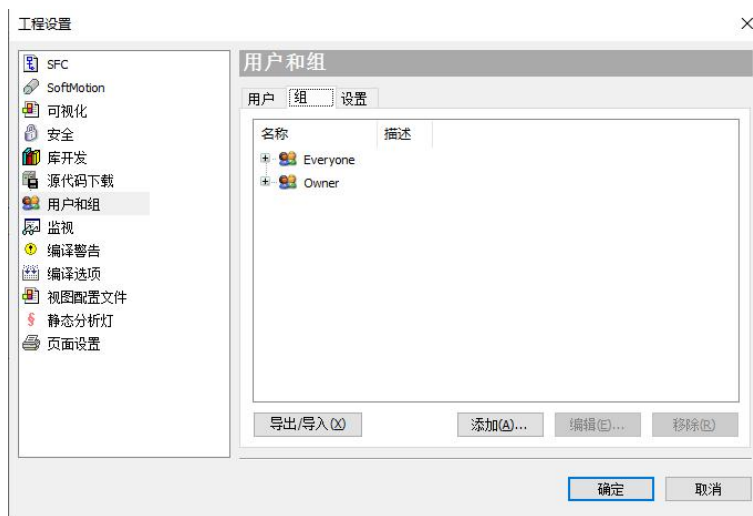 工程设置
SFC
SoftMotion
可视化
安全
库开发
源代码下载
用户和组
监视
编译警告
编译选项
视图配置文件
静态分析灯
页面设置
用户和组
用户 组 设置
名称 描述
Everyone
Owner
导出/导入(X) 添加(A)... 编辑(E)... 移除(R)
确定 取消